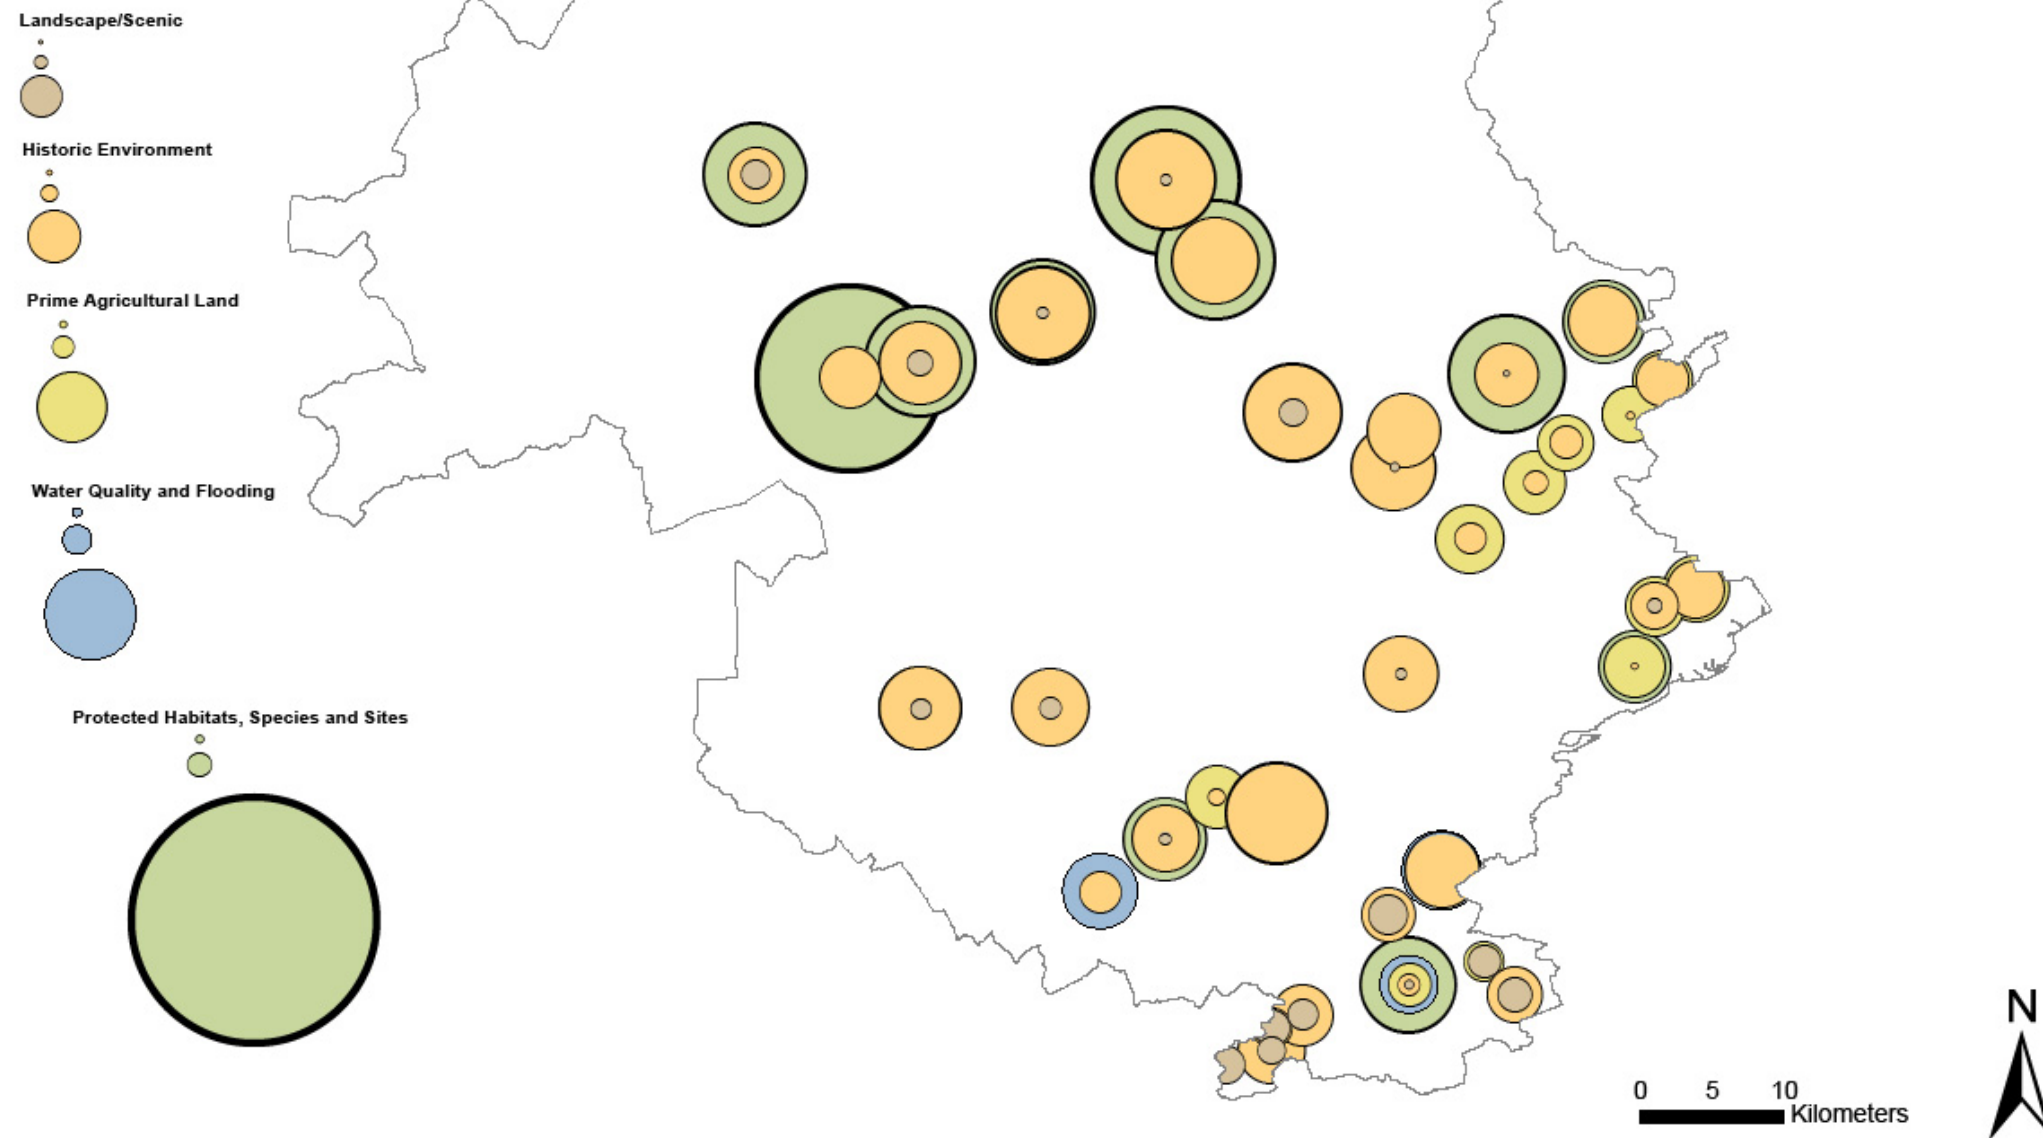 Landscape/Scenic
Historic Environment
Prime Agricultural Land
Water Quality and Flooding
Protected Habitats, Species and Sites
N
0 5 10
Kilometers